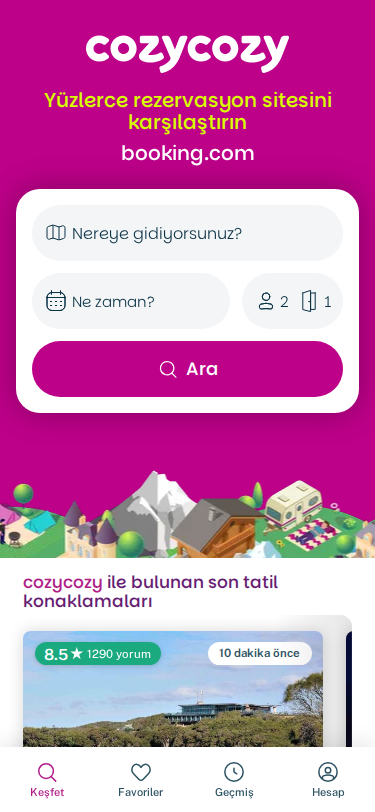 cozycozy
Yüzlerce rezervasyon sitesini
karşılaştırın
booking.com
Nereye gidiyorsunuz?
Ne zaman?
2
1
Ara
cozycozy ile bulunan son tatil
konaklamaları
8.5★ 1290 yorum
10 dakika önce
Keşfet
Favoriler
Geçmiş
Hesap